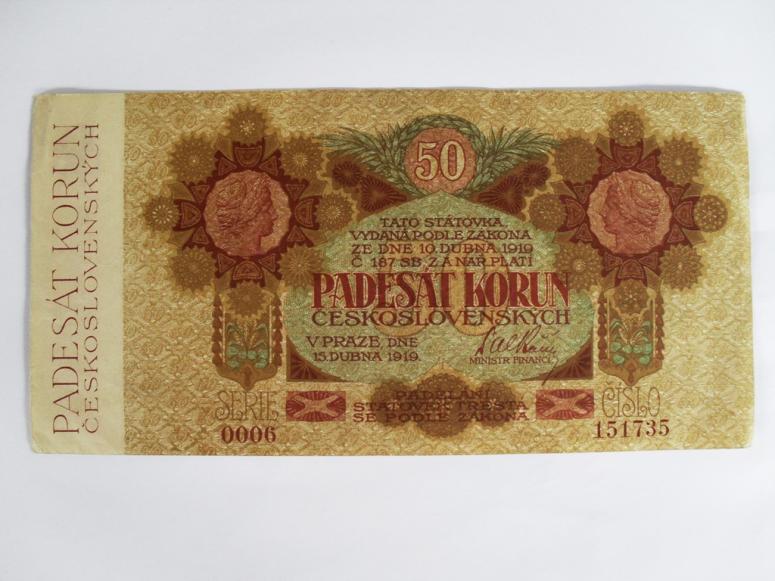 PADESÁT KORUN
ČESKOSLOVENSKÝCH
50
TATO STÁTOVKA,
VYDANÁ PODLE ZÁKONA
ZE DNE 10. DUBNA 1919
Č 187 SB. Z A NAŘ. PLATÍ
PADESÁT KORUN
ČESKOSLOVENSKÝCH
V PRAZE, DNE
15. DUBNA 1919.
MINISTR FINANCÍ
PADĚLÁNÍ
STÁTOVEK TRESTÁ
SE PODLE ZÁKONA
SERIE
0006
ČÍSLO
151735